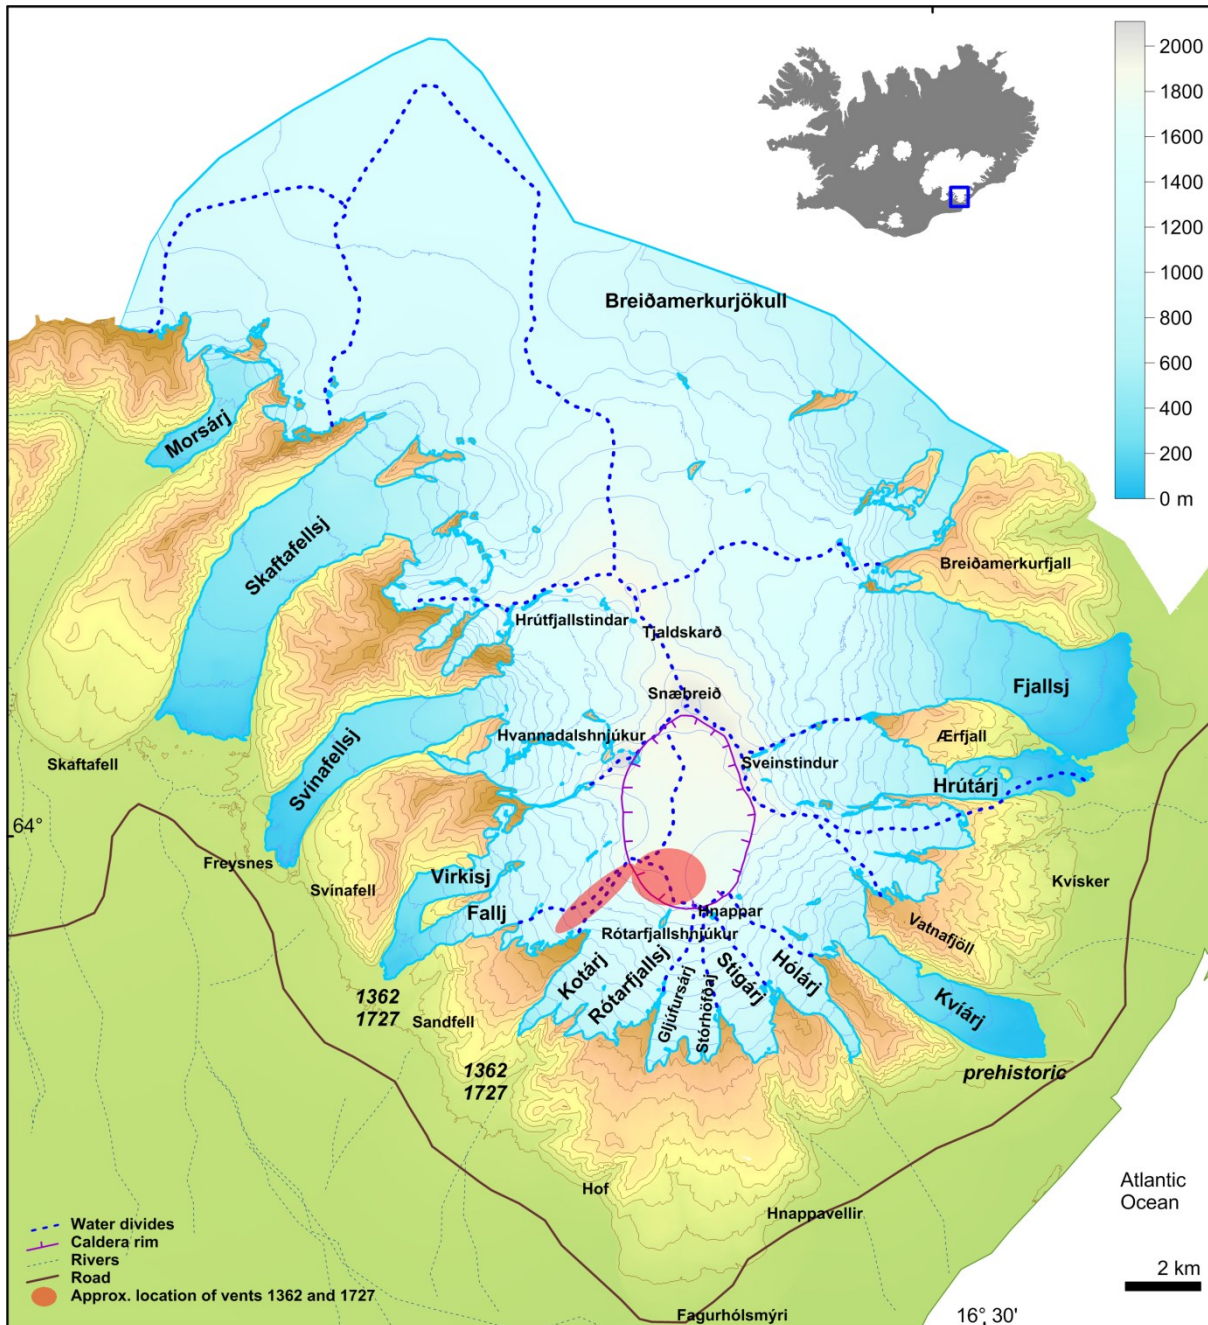 2000
1800
1600
1400
1200
1000
800
600
400
200
0 m
Breiðamerkurjökull
Morsárj
Skaftafellsj
Breiðamerkurfjall
Hrútfjallstindar
Tjaldskarð
Fjallsj
Snæbreið
Hvannadalshnjúkur
Ærfjall
Skaftafell
Svínafellsj
Sveinstindur
Hrútárj
64°
Freysnes
Svínafell
Virkisj
Kvísker
Fallj
Hnappar
Vatnafjöll
Rótarfjallshnjúkur
Kotárj
Rótarfjallsj
Gljúfursárj
Stórhöfðaj
Stigárj
Hólárj
Kvíárj
1362
1727
Sandfell
1362
1727
prehistoric
Hof
Hnappavellir
Atlantic
Ocean
Water divides
Caldera rim
Rivers
Road
Approx. location of vents 1362 and 1727
2 km
Fagurhólsmýri
16° 30'